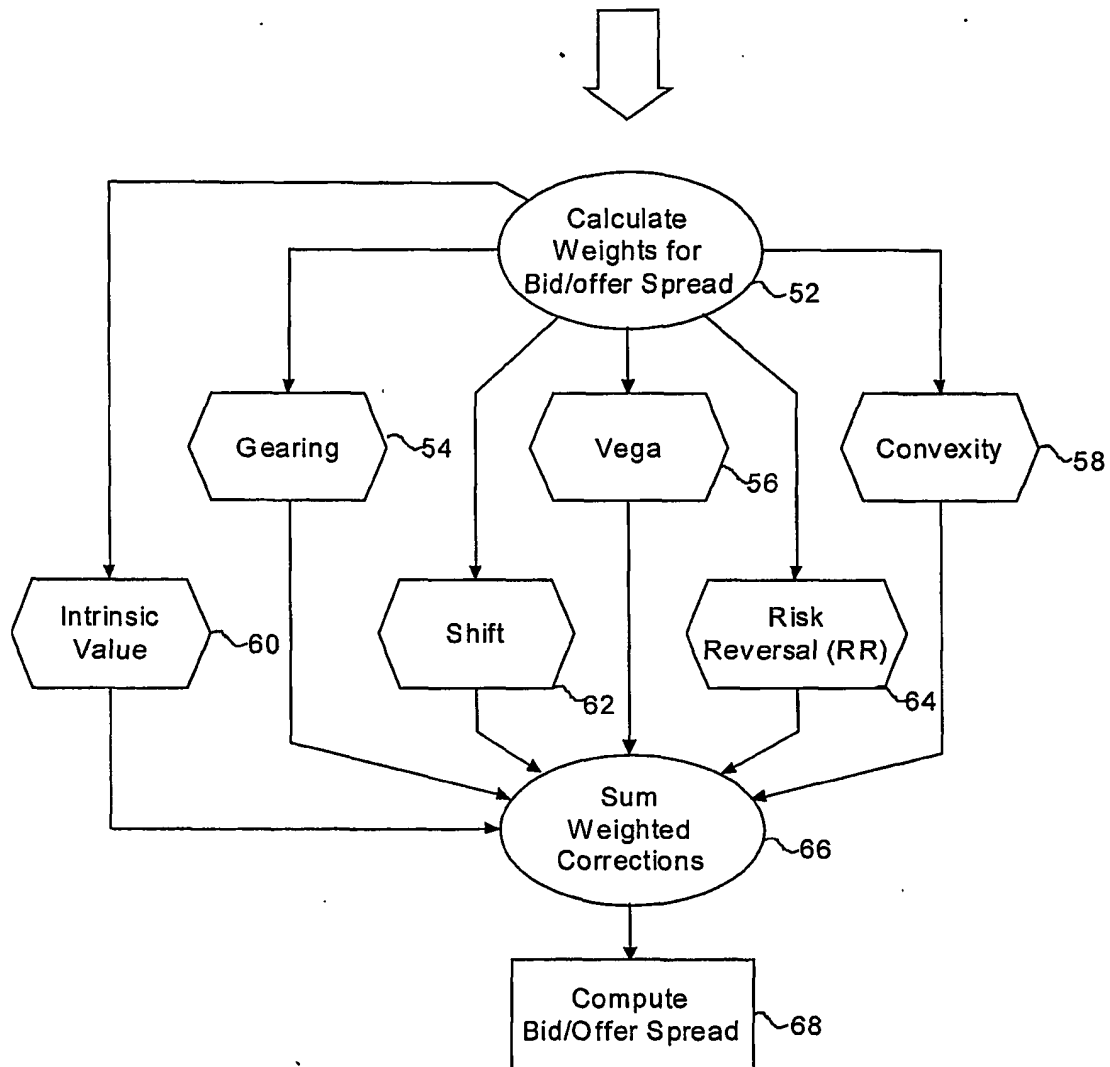 Calculate
Weights for
Bid/offer Spread
52
Gearing
54
Vega
56
Convexity
58
Intrinsic
Value
60
Shift
62
Risk
Reversal (RR)
64
Sum
Weighted
Corrections
66
Compute
Bid/Offer Spread
68